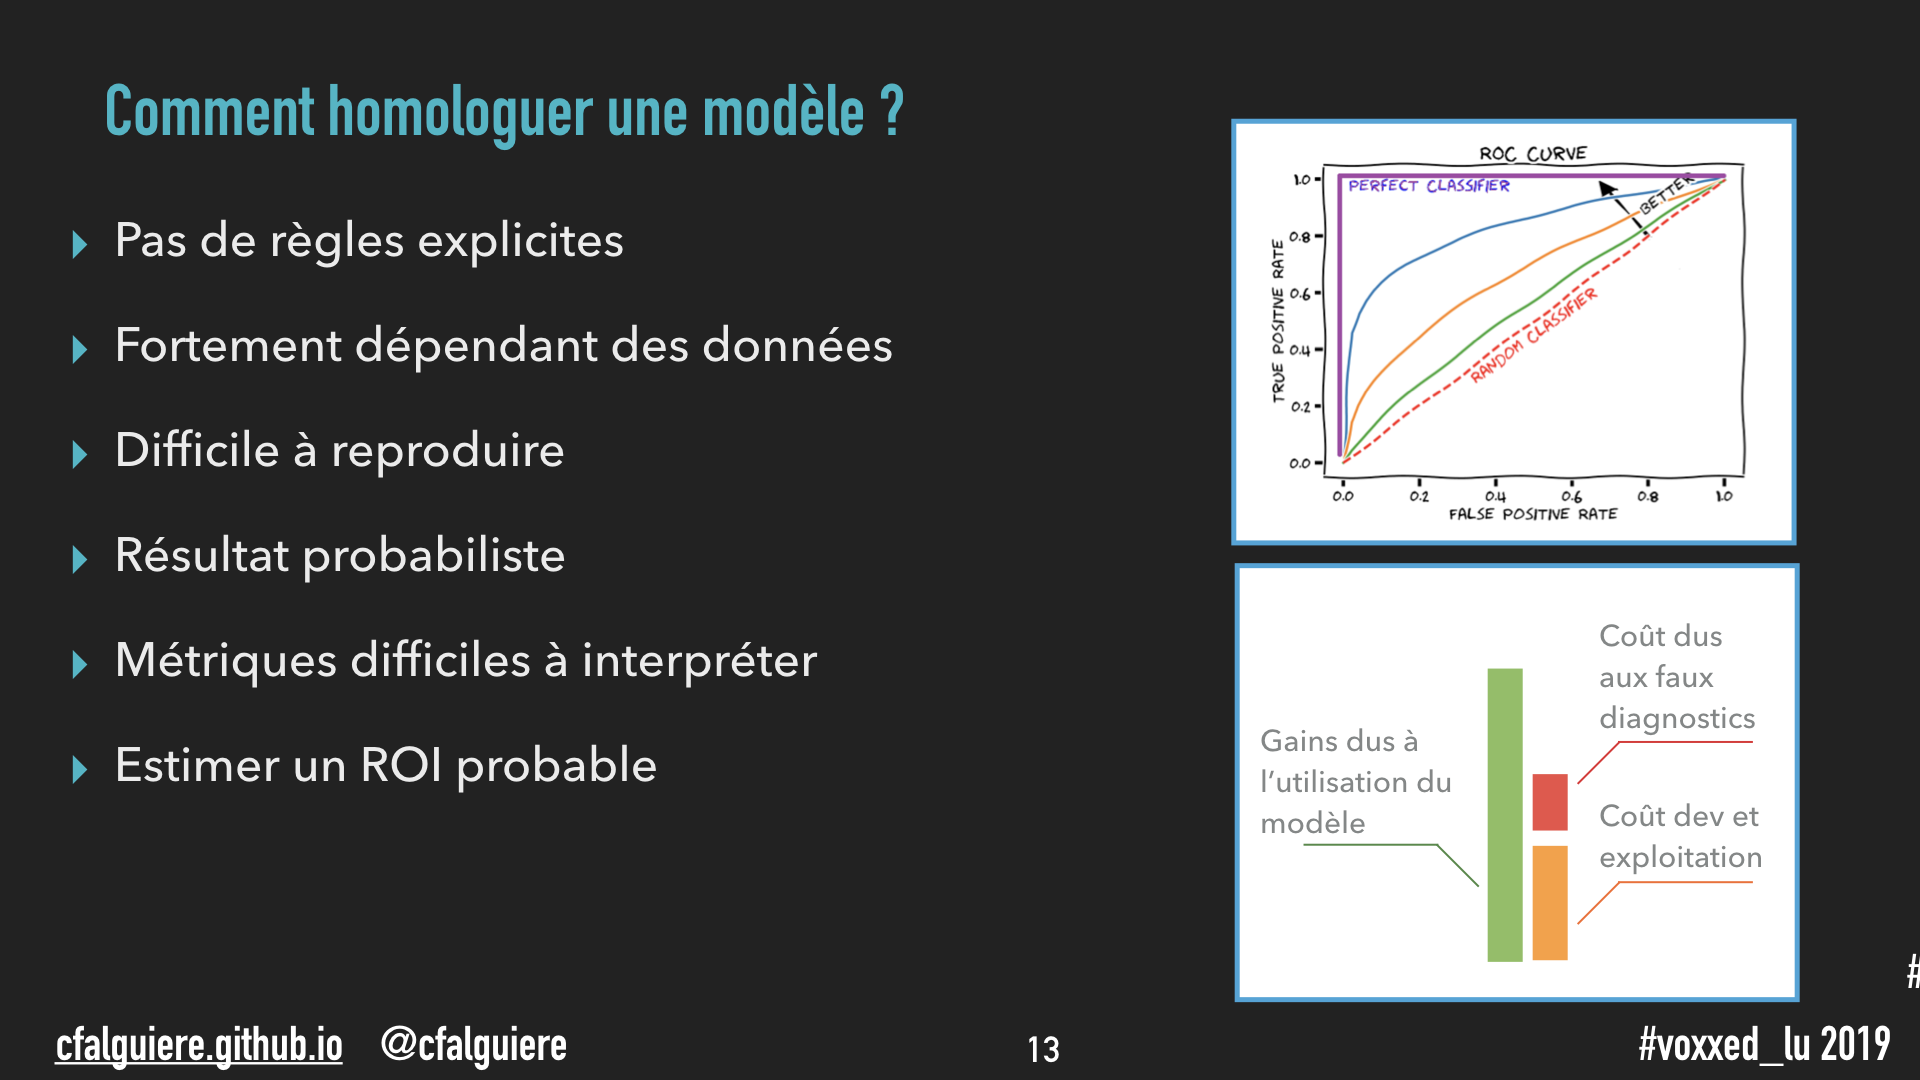 Comment homologuer une modèle ?
Pas de règles explicites
Fortement dépendant des données
Difficile à reproduire
Résultat probabiliste
Métriques difficiles à interpréter
Estimer un ROI probable
ROC CURVE
PERFECT CLASSIFIER
BETTER
RANDOM CLASSIFIER
TRUE POSITIVE RATE
1.0
0.8
0.6
0.4
0.2
0.0
0.0 0.2 0.4 0.6 0.8 1.0
FALSE POSITIVE RATE
Gains dus à
l’utilisation du
modèle
Coût dus
aux faux
diagnostics
Coût dev et
exploitation
#
cfalguiere.github.io @cfalguiere
13
#voxxed_lu 2019